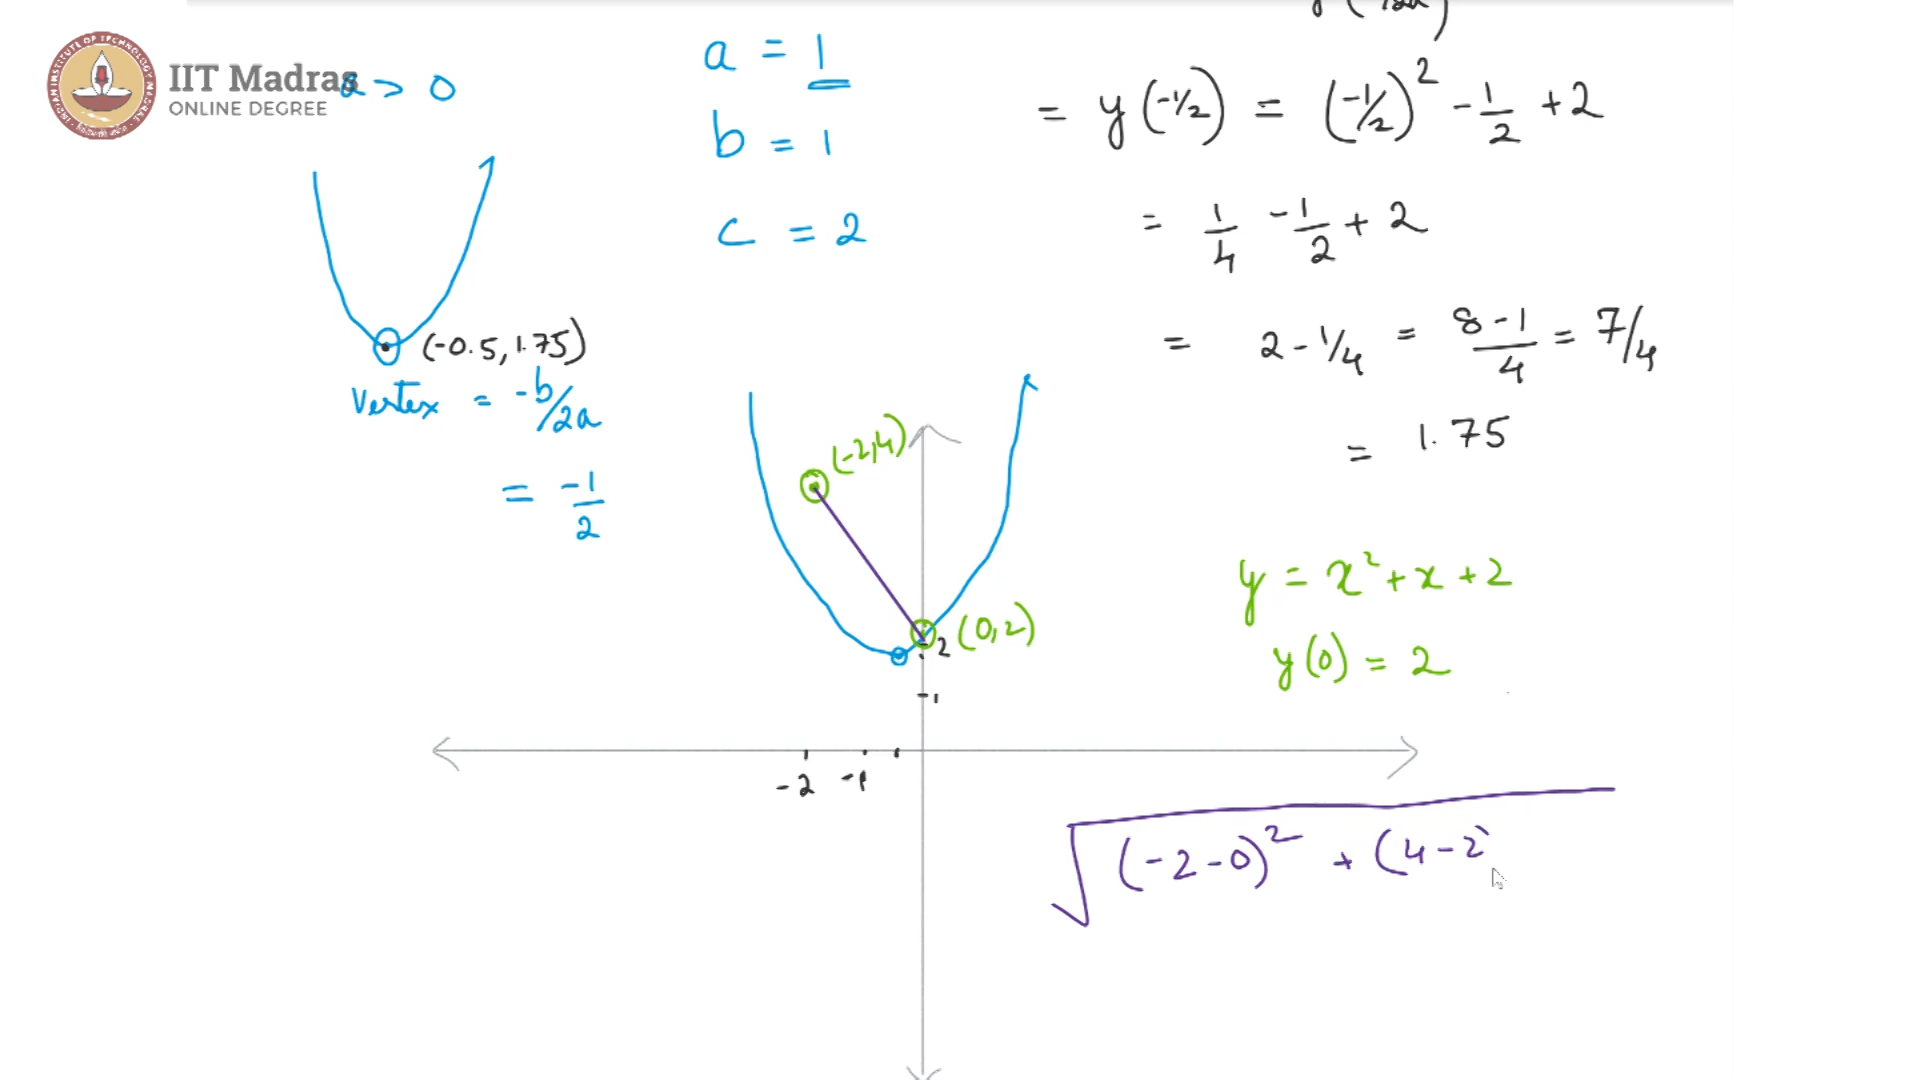 IIT Madras
ONLINE DEGREE
a > 0
a = 1
b = 1
c = 2
= y(-1/2) = (-1/2)² - 1/2 + 2
= 1/4 - 1/2 + 2
= 2 - 1/4 = 8-1/4 = 7/4
= 1.75
(-0.5, 1.75)
Vertex = -b/2a
= -1/2
(-2,4)
(0,2)
2
-1
-2 -1
y = x² + x + 2
y(0) = 2
√(-2-0)² + (4-2)